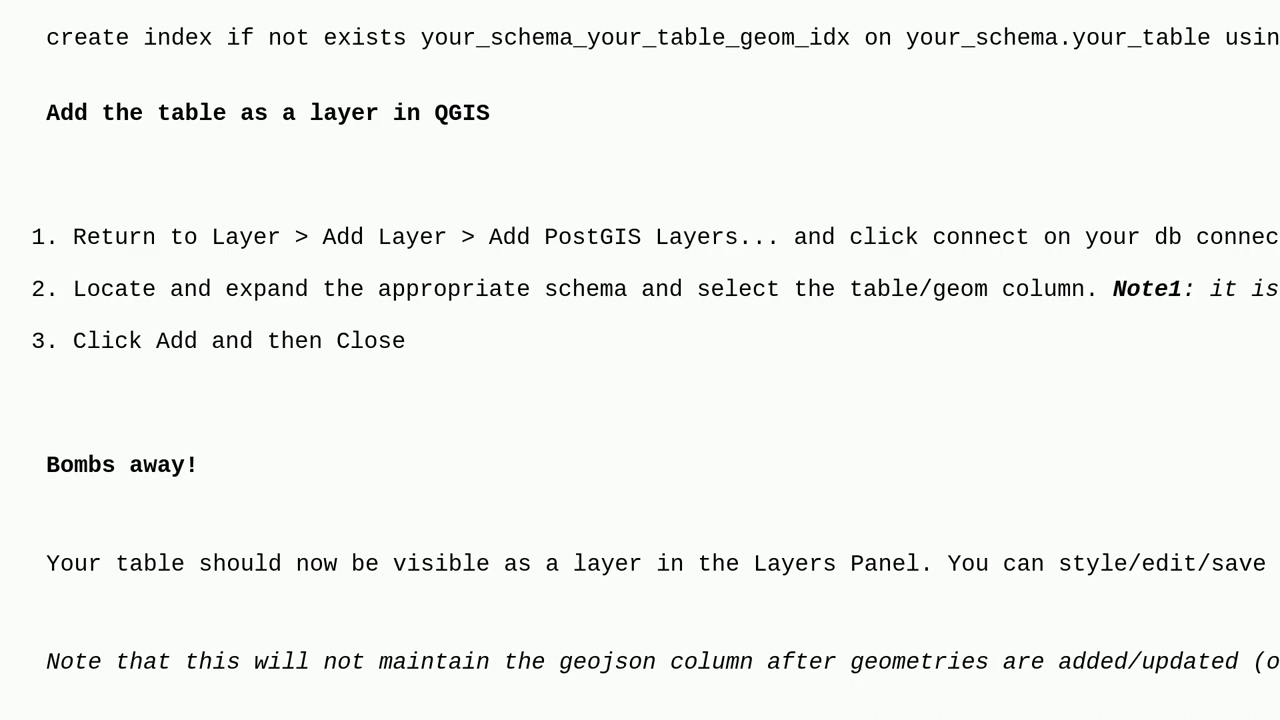 create index if not exists your_schema_your_table_geom_idx on your_schema.your_table usin
Add the table as a layer in QGIS
1. Return to Layer > Add Layer > Add PostGIS Layers... and click connect on your db connec
2. Locate and expand the appropriate schema and select the table/geom column. Note1: it is
3. Click Add and then Close
Bombs away!
Your table should now be visible as a layer in the Layers Panel. You can style/edit/save
Note that this will not maintain the geojson column after geometries are added/updated (o